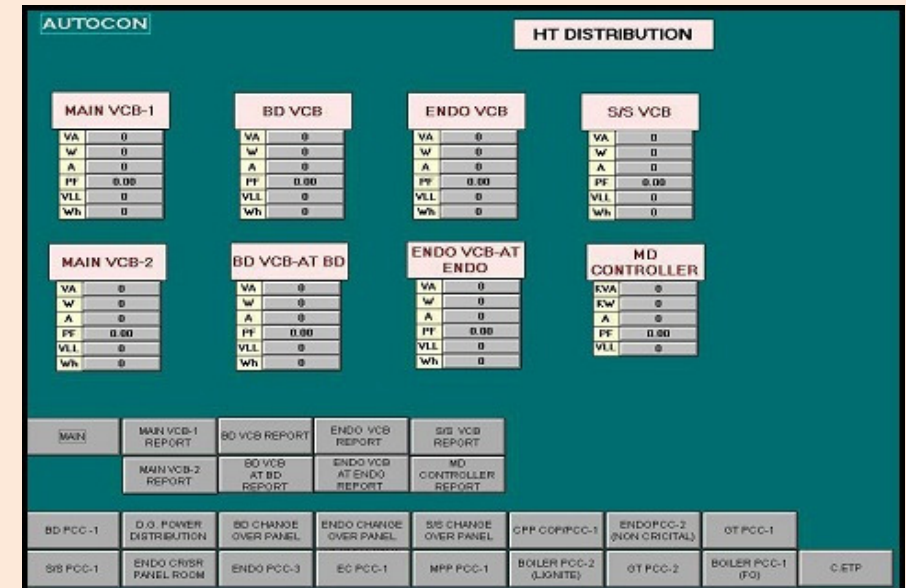 AUTOCON
HT DISTRIBUTION
MAIN VCB-1
VA 0
W 0
A 0
PF 0.00
VLL 0
Wh 0
BD VCB
VA 0
W 0
A 0
PF 0.00
VLL 0
Wh 0
ENDO VCB
VA 0
W 0
A 0
PF 0.00
VLL 0
Wh 0
S/S VCB
VA 0
W 0
A 0
PF 0.00
VLL 0
Wh 0
MAIN VCB-2
VA 0
W 0
A 0
PF 0.00
VLL 0
Wh 0
BD VCB-AT BD
VA 0
W 0
A 0
PF 0.00
VLL 0
Wh 0
ENDO VCB-AT
ENDO
VA 0
W 0
A 0
PF 0.00
VLL 0
Wh 0
MD
CONTROLLER
KVA 0
KW 0
A 0
PF 0.00
VLL 0
MAIN
MAIN VCB-1
REPORT
BD VCB REPORT
ENDO VCB
REPORT
S/S VCB
REPORT
MAIN VCB-2
REPORT
BD VCB
AT BD
REPORT
ENDO VCB
AT ENDO
REPORT
MD
CONTROLLER
REPORT
BD PCC -1
D.G. POWER
DISTRIBUTION
BD CHANGE
OVER PANEL
ENDO CHANGE
OVER PANEL
S/S CHANGE
OVER PANEL
CPP COP/PCC-1
ENDOPCC-2
(NON CRICITAL)
GT PCC-1
S/S PCC-1
ENDO CR/SR
PANEL ROOM
ENDO PCC-3
EC PCC-1
MPP PCC-1
BOILER PCC-2
(LIGNITE)
GT PCC-2
BOILER PCC-1
(FO)
C.ETP